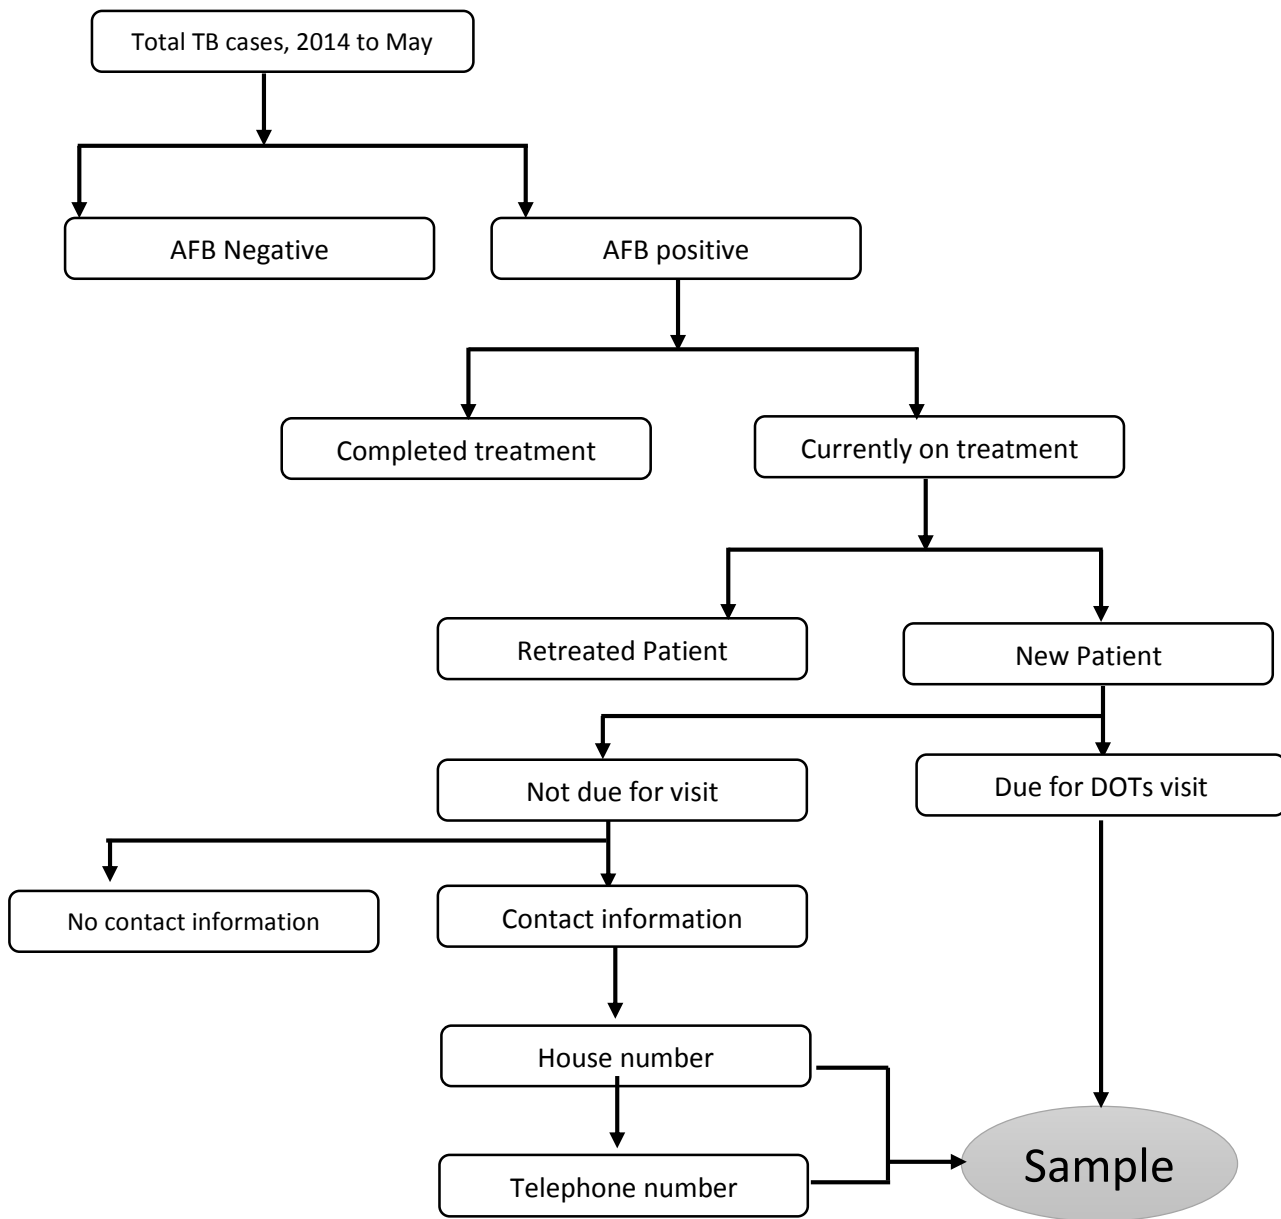 Total TB cases, 2014 to May
AFB Negative
AFB positive
Completed treatment
Currently on treatment
Retreated Patient
New Patient
Not due for visit
Due for DOTs visit
No contact information
Contact information
House number
Telephone number
Sample